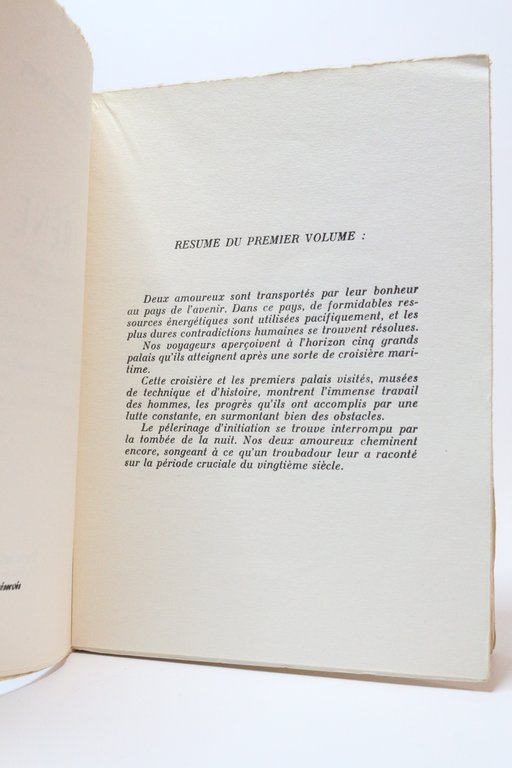 RESUME DU PREMIER VOLUME :
Deux amoureux sont transportés par leur bonheur
au pays de l'avenir. Dans ce pays, de formidables res-
sources énergétiques sont utilisées pacifiquement, et les
plus dures contradictions humaines se trouvent résolues.
Nos voyageurs aperçoivent à l'horizon cinq grands
palais qu'ils atteignent après une sorte de croisière mari-
time.
Cette croisière et les premiers palais visités, musées
de technique et d'histoire, montrent l'immense travail
des hommes, les progrès qu'ils ont accomplis par une
lutte constante, en surmontant bien des obstacles.
Le pélerinage d'initiation se trouve interrompu par
la tombée de la nuit. Nos deux amoureux cheminent
encore, songeant à ce qu'un troubadour leur a raconté
sur la période cruciale du vingtième siècle.